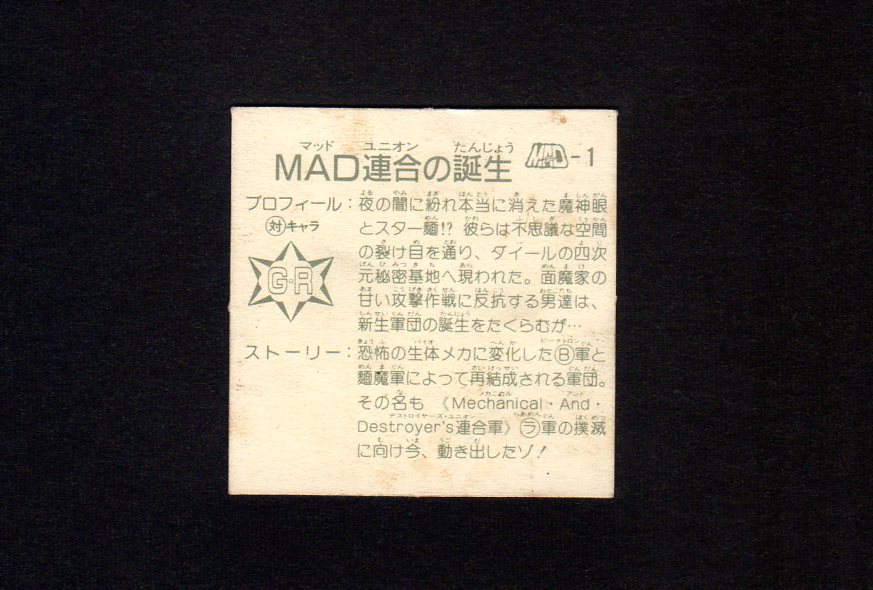 MAD連合の誕生 MAD-1
プロフィール：夜の闇に紛れ本当に消えた魔神眼
対キャラ
とスター麺!? 彼らは不思議な空間
の裂け目を通り、ダイールの四次
G・R
元秘密基地へ現われた。面魔家の
甘い攻撃作戦に反抗する男達は、
新生軍団の誕生をたくらむが…
ストーリー：恐怖の生体メカに変化したⒷ軍と
麺魔軍によって再結成される軍団。
その名も《Mechanical・And・
Destroyer's連合軍》ラ軍の撲滅
に向け今、動き出したゾ！